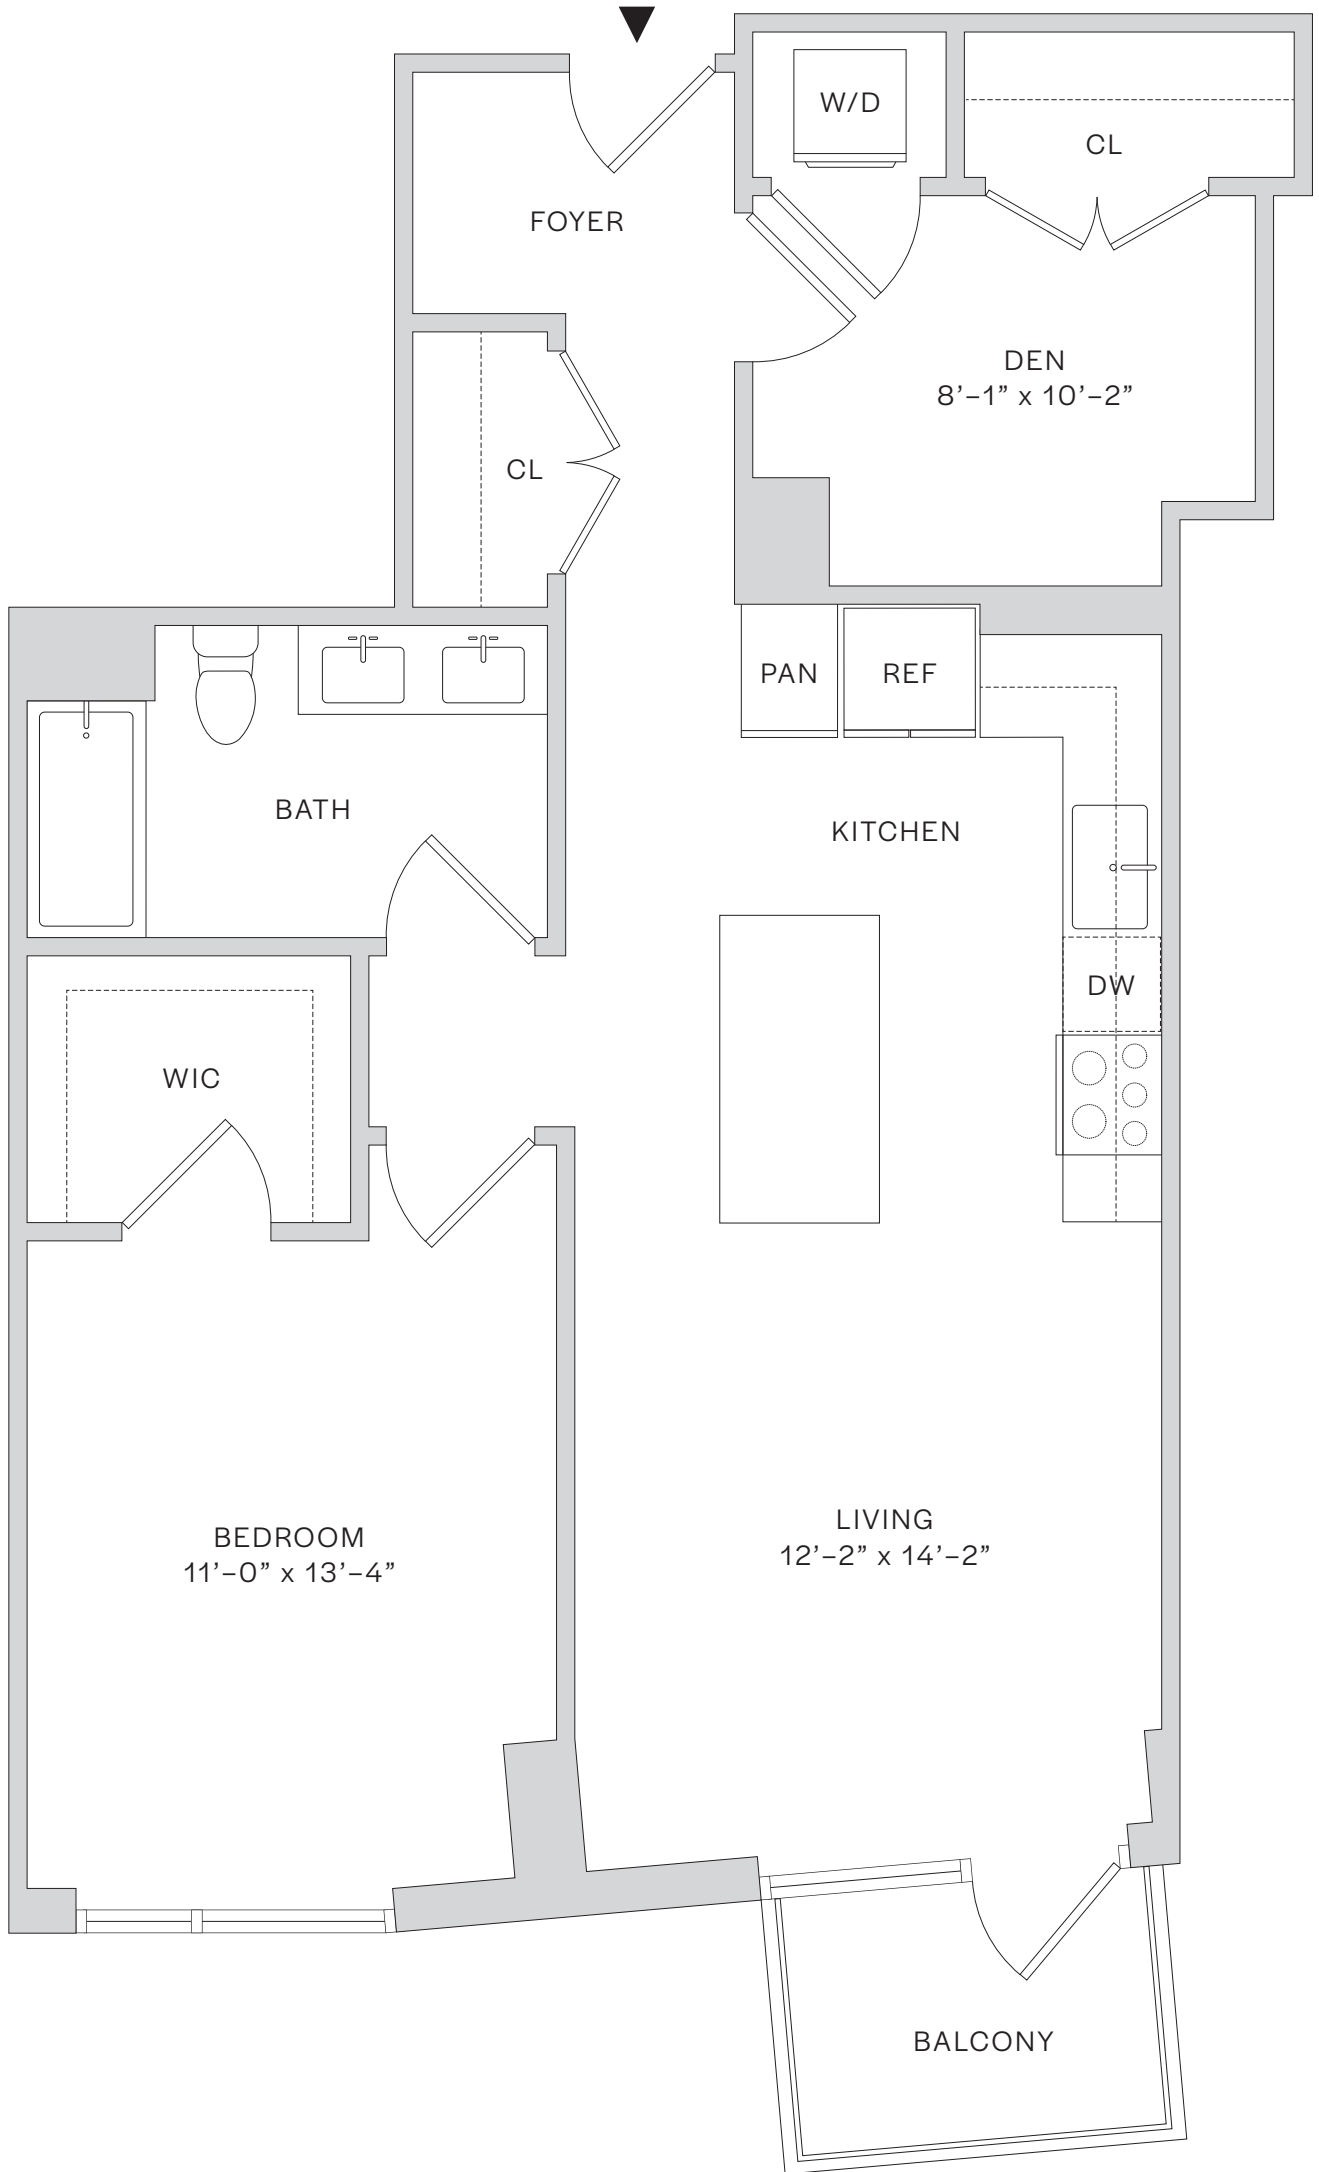 W/D
CL
FOYER
DEN
8’–1” x 10’–2”
CL
PAN
REF
BATH
KITCHEN
DW
WIC
BEDROOM
11’–0” x 13’–4”
LIVING
12’–2” x 14’–2”
BALCONY